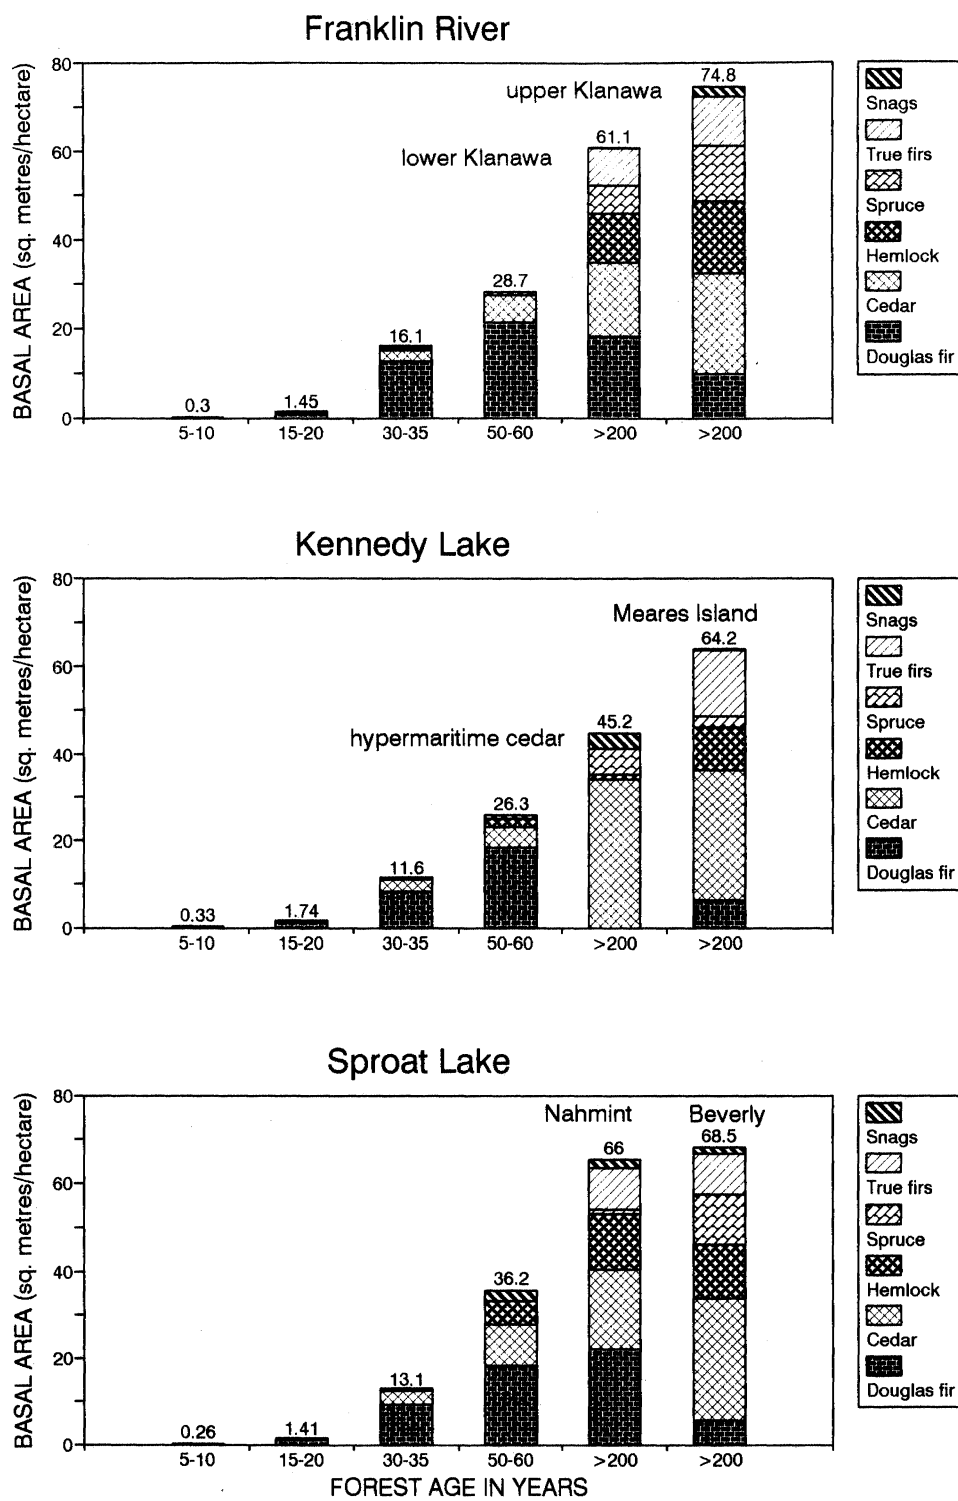 Franklin River
BASAL AREA (sq. metres/hectare)
80
60
40
20
0
0.3
1.45
16.1
28.7
61.1
74.8
lower Klanawa
upper Klanawa
5-10
15-20
30-35
50-60
>200
>200
Snags
True firs
Spruce
Hemlock
Cedar
Douglas fir
Kennedy Lake
BASAL AREA (sq. metres/hectare)
80
60
40
20
0
0.33
1.74
11.6
26.3
45.2
64.2
hypermaritime cedar
Meares Island
5-10
15-20
30-35
50-60
>200
>200
Snags
True firs
Spruce
Hemlock
Cedar
Douglas fir
Sproat Lake
BASAL AREA (sq. metres/hectare)
80
60
40
20
0
0.26
1.41
13.1
36.2
66
68.5
Nahmint
Beverly
5-10
15-20
30-35
50-60
>200
>200
FOREST AGE IN YEARS
Snags
True firs
Spruce
Hemlock
Cedar
Douglas fir